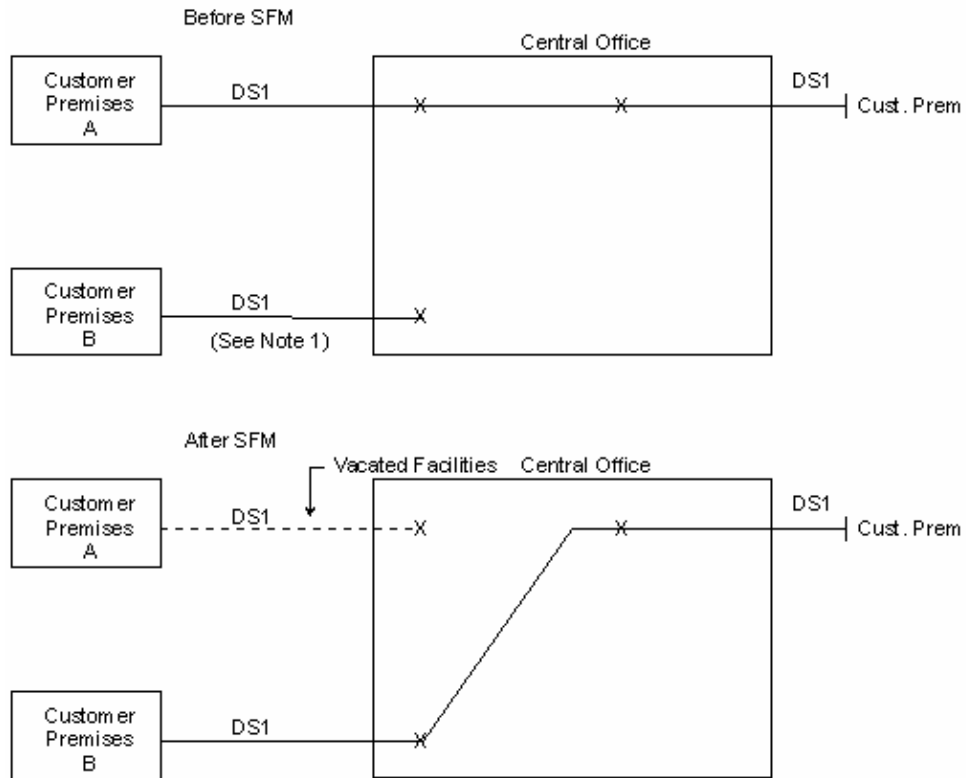 Before SFM
Central Office
Customer
Premises
A
DS1
X
X
DS1
Cust. Prem
Customer
Premises
B
DS1
X
(See Note 1)
After SFM
Vacated Facilities
Central Office
Customer
Premises
A
DS1
X
X
DS1
Cust. Prem
Customer
Premises
B
DS1
X